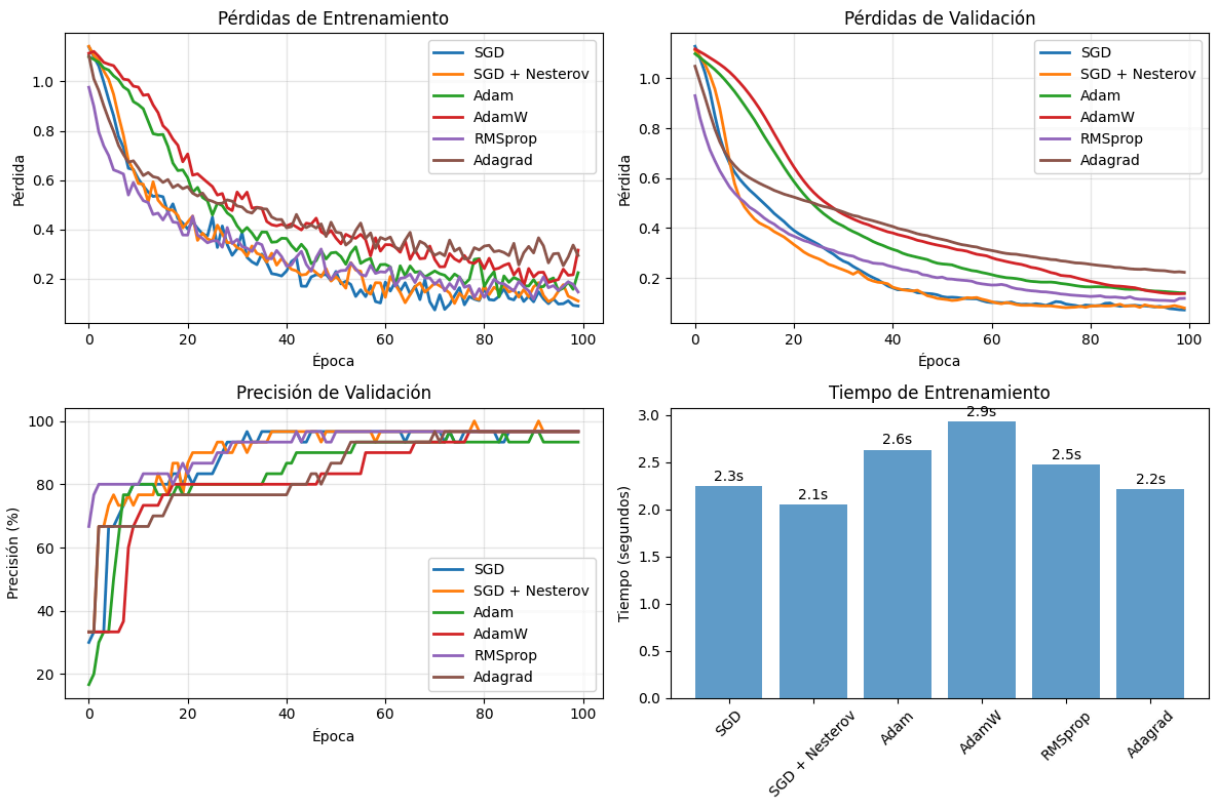 Pérdidas de Entrenamiento
Pérdida
1.0
0.8
0.6
0.4
0.2
0 20 40 60 80 100
Época
SGD
SGD + Nesterov
Adam
AdamW
RMSprop
Adagrad
Pérdidas de Validación
Pérdida
1.0
0.8
0.6
0.4
0.2
0 20 40 60 80 100
Época
SGD
SGD + Nesterov
Adam
AdamW
RMSprop
Adagrad
Precisión de Validación
Precisión (%)
100
80
60
40
20
0 20 40 60 80 100
Época
SGD
SGD + Nesterov
Adam
AdamW
RMSprop
Adagrad
Tiempo de Entrenamiento
Tiempo (segundos)
3.0
2.5
2.0
1.5
1.0
0.5
0.0
2.3s
2.1s
2.6s
2.9s
2.5s
2.2s
SGD
SGD + Nesterov
Adam
AdamW
RMSprop
Adagrad